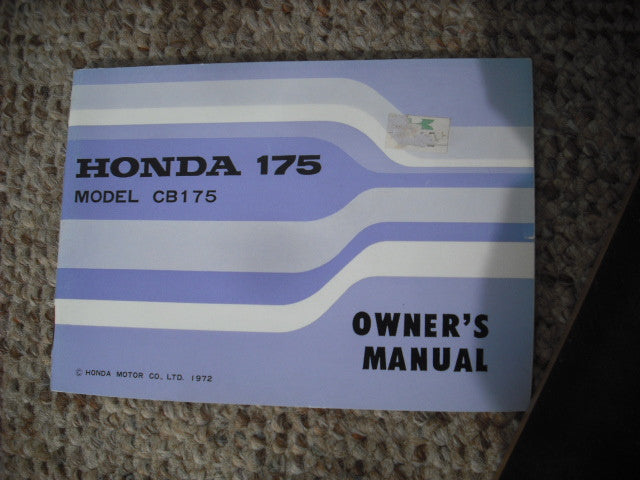 HONDA 175
MODEL CB175
OWNER'S
MANUAL
© HONDA MOTOR CO., LTD. 1972